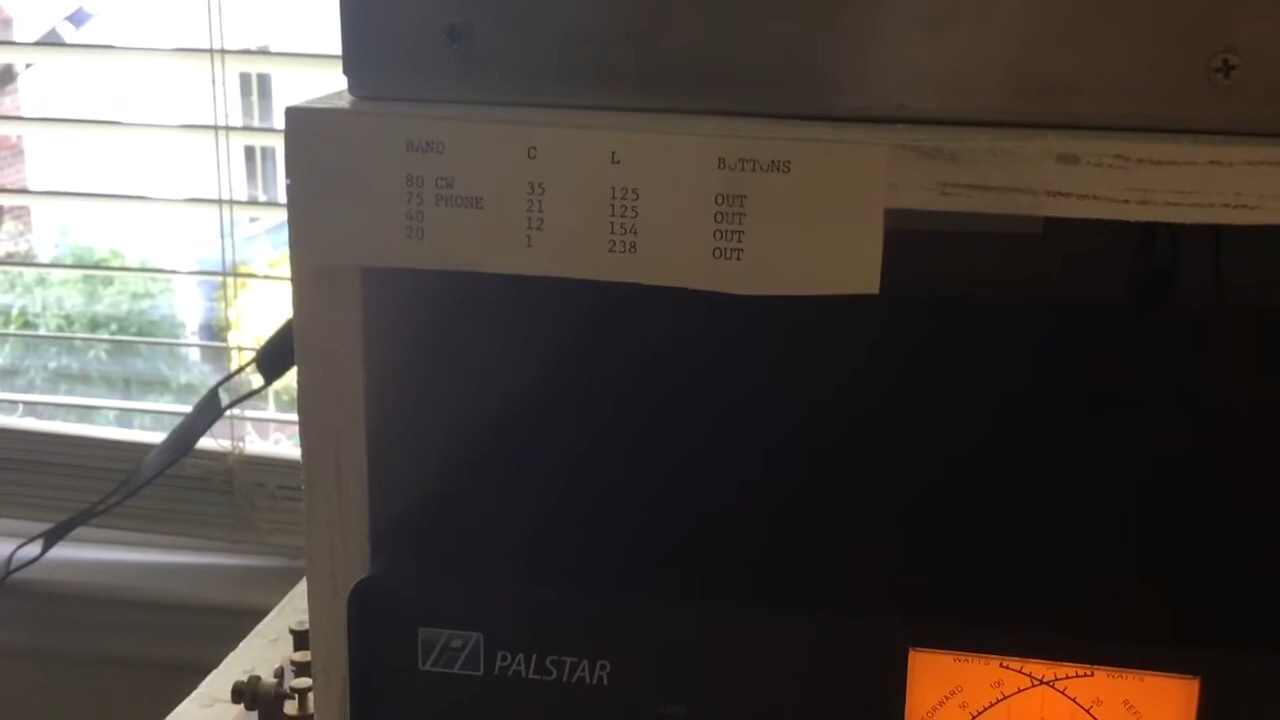 BAND C L BUTTONS
80 CW 35 125 OUT
75 PHONE 21 125 OUT
40 12 154 OUT
20 1 238 OUT
PALSTAR
WATTS WATTS
100 20
FORWARD 50